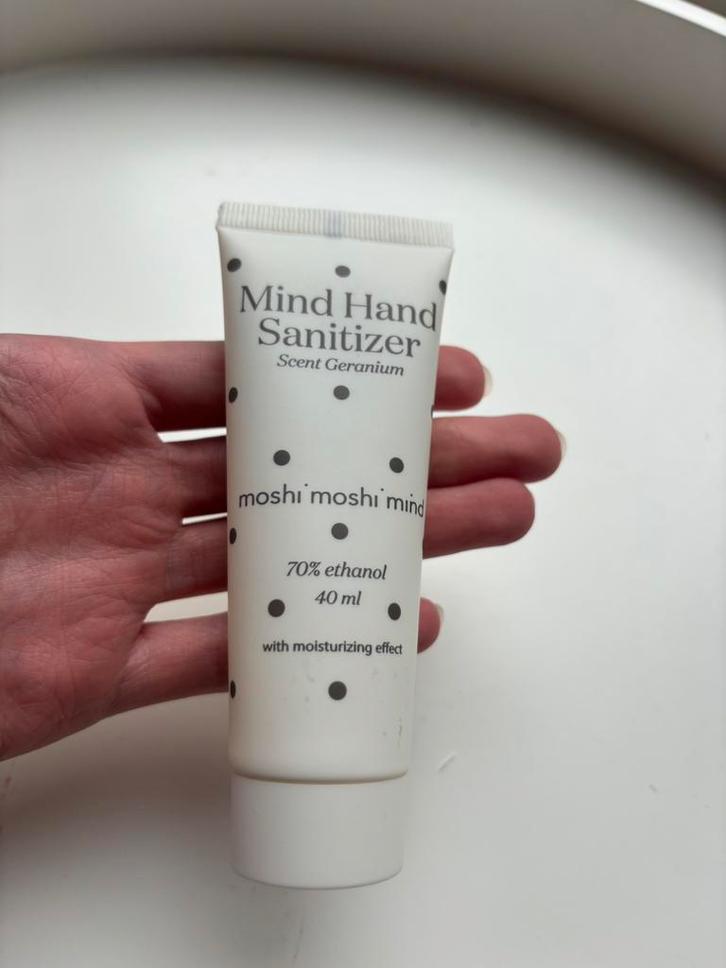 Mind Hand
Sanitizer
Scent Geranium
moshi moshi mind
70% ethanol
40 ml
with moisturizing effect